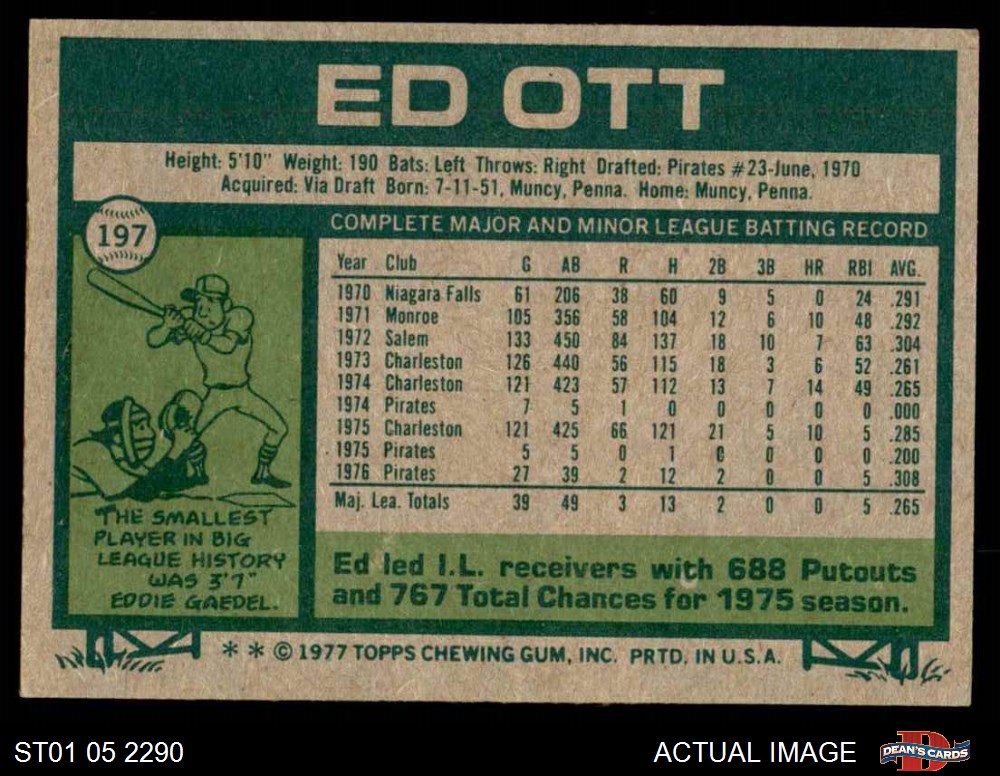 ED OTT
Height: 5'10" Weight: 190 Bats: Left Throws: Right Drafted: Pirates #23-June, 1970
Acquired: Via Draft Born: 7-11-51, Muncy, Penna. Home: Muncy, Penna.
197
COMPLETE MAJOR AND MINOR LEAGUE BATTING RECORD
Year Club G AB R H 2B 3B HR RBI AVG.
1970 Niagara Falls 61 206 38 60 9 5 0 24 .291
1971 Monroe 105 356 58 104 12 6 10 48 .292
1972 Salem 133 450 84 137 18 10 7 63 .304
1973 Charleston 126 440 56 115 18 3 6 52 .261
1974 Charleston 121 423 57 112 13 7 14 49 .265
1974 Pirates 7 5 1 0 0 0 0 0 .000
1975 Charleston 121 425 66 121 21 5 10 5 .285
1975 Pirates 5 5 0 1 0 0 0 0 .200
1976 Pirates 27 39 2 12 2 0 0 5 .308
Maj. Lea. Totals 39 49 3 13 2 0 0 5 .265
THE SMALLEST
PLAYER IN BIG
LEAGUE HISTORY
WAS 3'7"
EDDIE GAEDEL.
Ed led I.L. receivers with 688 Putouts
and 767 Total Chances for 1975 season.
* * © 1977 TOPPS CHEWING GUM, INC. PRTD. IN U.S.A.
ST01 05 2290
ACTUAL IMAGE
D
DEAN'S CARDS